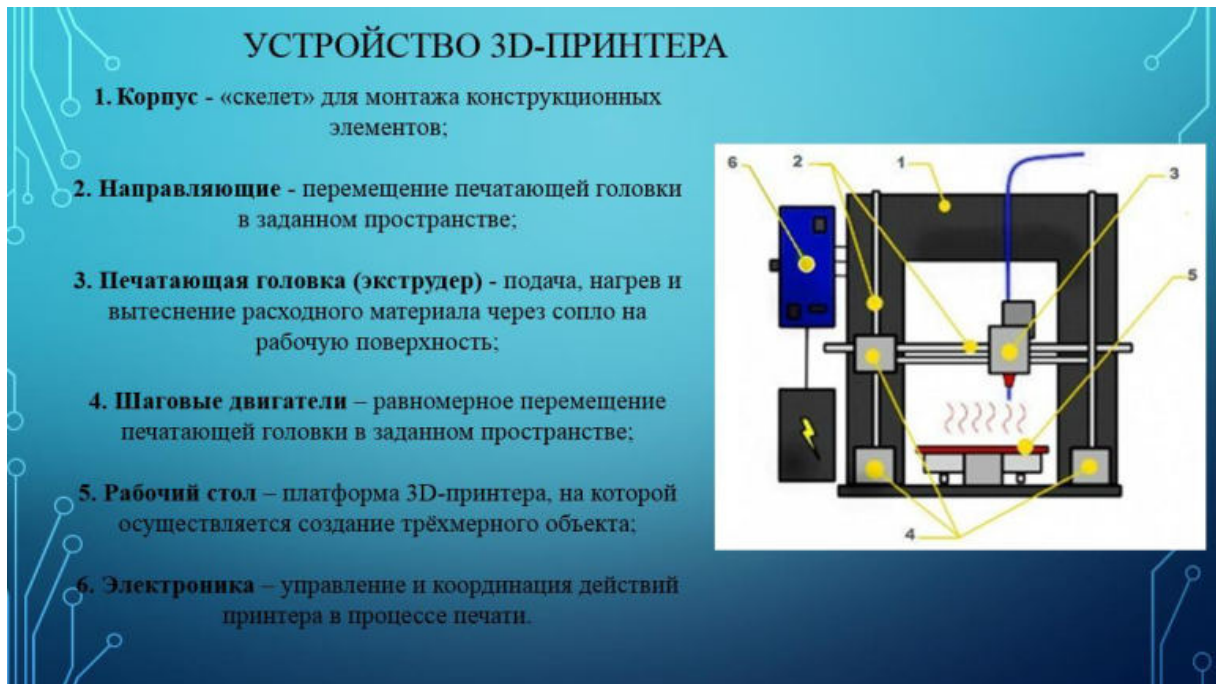 УСТРОЙСТВО 3D-ПРИНТЕРА
1. Корпус - «скелет» для монтажа конструкционных
элементов;
2. Направляющие - перемещение печатающей головки
в заданном пространстве;
3. Печатающая головка (экструдер) - подача, нагрев и
вытеснение расходного материала через сопло на
рабочую поверхность;
4. Шаговые двигатели – равномерное перемещение
печатающей головки в заданном пространстве;
5. Рабочий стол – платформа 3D-принтера, на которой
осуществляется создание трёхмерного объекта;
6. Электроника – управление и координация действий
принтера в процессе печати.
6
2
1
3
5
4